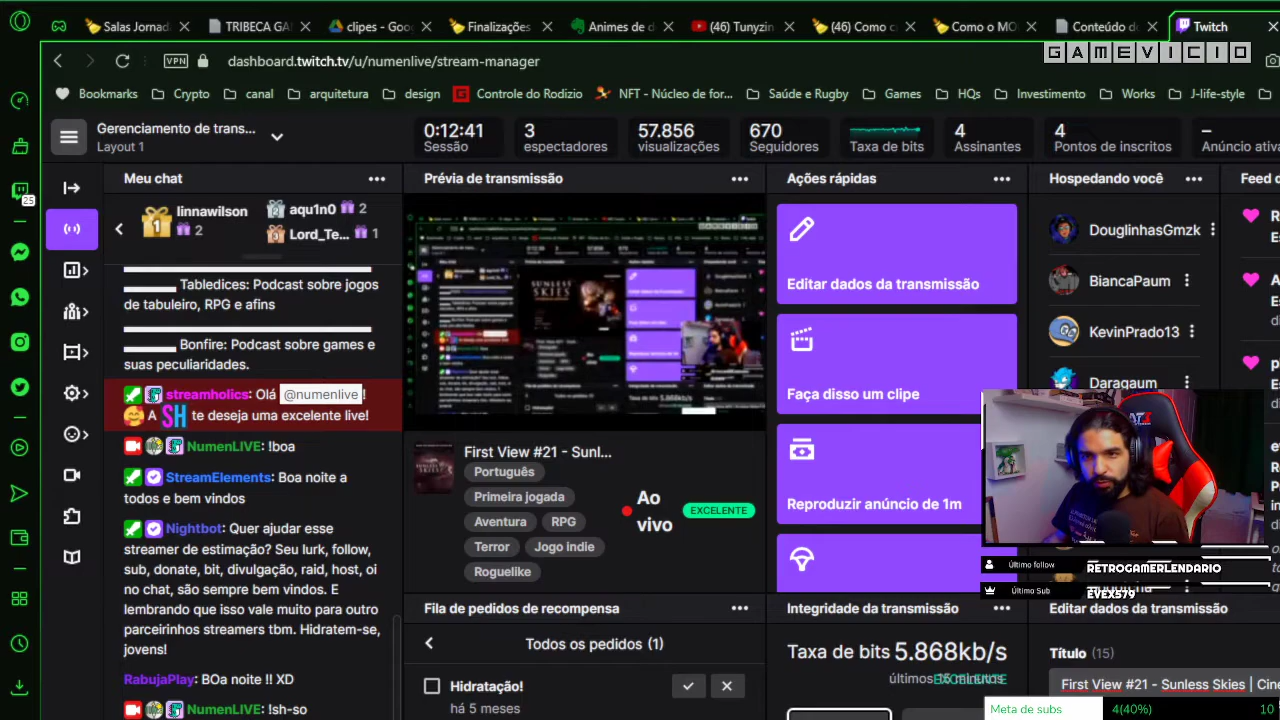 Salas Jornad
TRIBECA GA
clipes - Goog
Finalizações
Animes de d
(46) Tunyzin
(46) Como c
Como o MO
Conteúdo d
Twitch
GAMEVICIO
VPN
dashboard.twitch.tv/u/numenlive/stream-manager
Bookmarks
Crypto
canal
arquitetura
design
Controle do Rodizio
NFT - Núcleo de for...
Saúde e Rugby
Games
HQs
Investimento
Works
J-life-style
Gerenciamento de trans...
Layout 1
0:12:41
Sessão
3
espectadores
57.856
visualizações
670
Seguidores
Taxa de bits
4
Assinantes
4
Pontos de inscritos
–
Anúncio ativa
25
Meu chat
linnawilson
2
aqu1n0 2
Lord_Te... 1
Tabledices: Podcast sobre jogos
de tabuleiro, RPG e afins
Bonfire: Podcast sobre games e
suas peculiaridades.
streamholics: Olá @numenlive !
A SH te deseja uma excelente live!
NumenLIVE: !boa
StreamElements: Boa noite a
todos e bem vindos
Nightbot: Quer ajudar esse
streamer de estimação? Seu lurk, follow,
sub, donate, bit, divulgação, raid, host, oi
no chat, são sempre bem vindos. E
lembrando que isso vale muito para outro
parceirinhos streamers tbm. Hidratem-se,
jovens!
RabujaPlay: BOa noite !! XD
NumenLIVE: !sh-so
Prévia de transmissão
First View #21 - Sunl...
Português
Primeira jogada
Aventura
RPG
Terror
Jogo indie
Roguelike
Ao
vivo
EXCELENTE
Fila de pedidos de recompensa
Todos os pedidos (1)
Hidratação!
há 5 meses
Ações rápidas
Editar dados da transmissão
Faça disso um clipe
Reproduzir anúncio de 1m
Integridade da transmissão
Taxa de bits 5.868kb/s
EXCELENTE
Hospedando você
DouglinhasGmzk
BiancaPaum
KevinPrado13
Daragaum
Feed d
Último follow
RETROGAMERLENDARIO
Último Sub
EVEX579
Editar dados da transmissão
Título (15)
First View #21 - Sunless Skies | Cine
Meta de subs
4(40%)
10